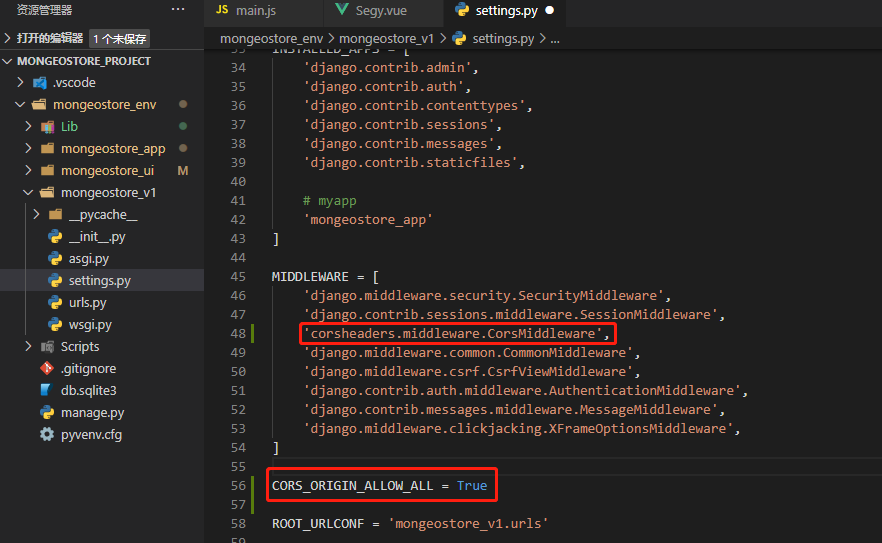 资源管理器
打开的编辑器 1 个未保存
MONGEOSTORE_PROJECT
.vscode
mongeostore_env
Lib
mongeostore_app
mongeostore_ui M
mongeostore_v1
__pycache__
__init__.py
asgi.py
settings.py
urls.py
wsgi.py
Scripts
.gitignore
db.sqlite3
manage.py
pyvenv.cfg
JS main.js Segy.vue settings.py
mongeostore_env > mongeostore_v1 > settings.py > ...
33 INSTALLED_APPS = [
34 'django.contrib.admin',
35 'django.contrib.auth',
36 'django.contrib.contenttypes',
37 'django.contrib.sessions',
38 'django.contrib.messages',
39 'django.contrib.staticfiles',
40
41 # myapp
42 'mongeostore_app'
43 ]
44
45 MIDDLEWARE = [
46 'django.middleware.security.SecurityMiddleware',
47 'django.contrib.sessions.middleware.SessionMiddleware',
48 'corsheaders.middleware.CorsMiddleware',
49 'django.middleware.common.CommonMiddleware',
50 'django.middleware.csrf.CsrfViewMiddleware',
51 'django.contrib.auth.middleware.AuthenticationMiddleware',
52 'django.contrib.messages.middleware.MessageMiddleware',
53 'django.middleware.clickjacking.XFrameOptionsMiddleware',
54 ]
55
56 CORS_ORIGIN_ALLOW_ALL = True
57
58 ROOT_URLCONF = 'mongeostore_v1.urls'
59